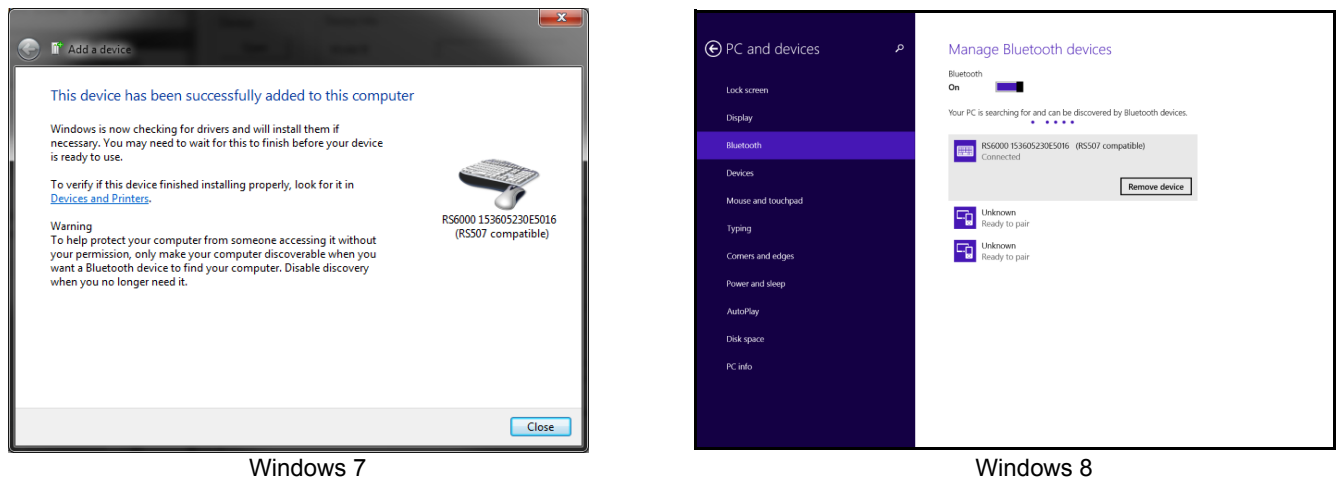 Add a device
This device has been successfully added to this computer
Windows is now checking for drivers and will install them if
necessary. You may need to wait for this to finish before your device
is ready to use.
To verify if this device finished installing properly, look for it in
Devices and Printers.
Warning
To help protect your computer from someone accessing it without
your permission, only make your computer discoverable when you
want a Bluetooth device to find your computer. Disable discovery
when you no longer need it.
RS6000 153605230E5016
(RS507 compatible)
Close
Windows 7
PC and devices
Lock screen
Display
Bluetooth
Devices
Mouse and touchpad
Typing
Corners and edges
Power and sleep
AutoPlay
Disk space
PC info
Manage Bluetooth devices
Bluetooth
On
Your PC is searching for and can be discovered by Bluetooth devices.
RS6000 153605230E5016 (RS507 compatible)
Connected
Remove device
Unknown
Ready to pair
Unknown
Ready to pair
Windows 8